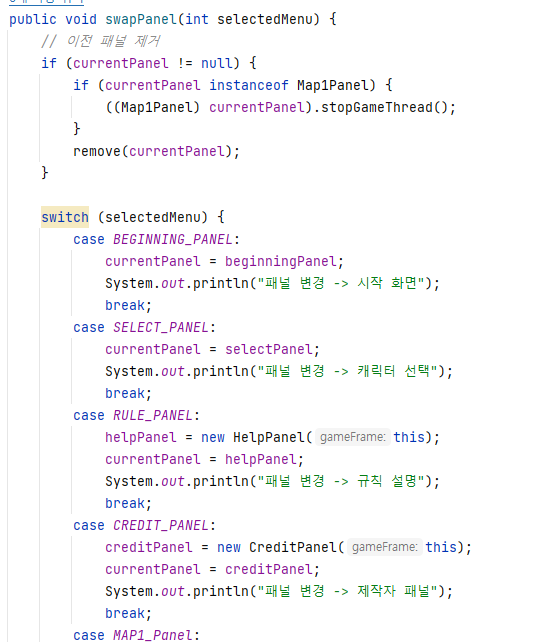 public void swapPanel(int selectedMenu) {
// 이전 패널 제거
if (currentPanel != null) {
if (currentPanel instanceof Map1Panel) {
((Map1Panel) currentPanel).stopGameThread();
}
remove(currentPanel);
}
switch (selectedMenu) {
case BEGINNING_PANEL:
currentPanel = beginningPanel;
System.out.println("패널 변경 -> 시작 화면");
break;
case SELECT_PANEL:
currentPanel = selectPanel;
System.out.println("패널 변경 -> 캐릭터 선택");
break;
case RULE_PANEL:
helpPanel = new HelpPanel( gameFrame: this);
currentPanel = helpPanel;
System.out.println("패널 변경 -> 규칙 설명");
break;
case CREDIT_PANEL:
creditPanel = new CreditPanel( gameFrame: this);
currentPanel = creditPanel;
System.out.println("패널 변경 -> 제작자 패널");
break;
case MAP1_Panel: